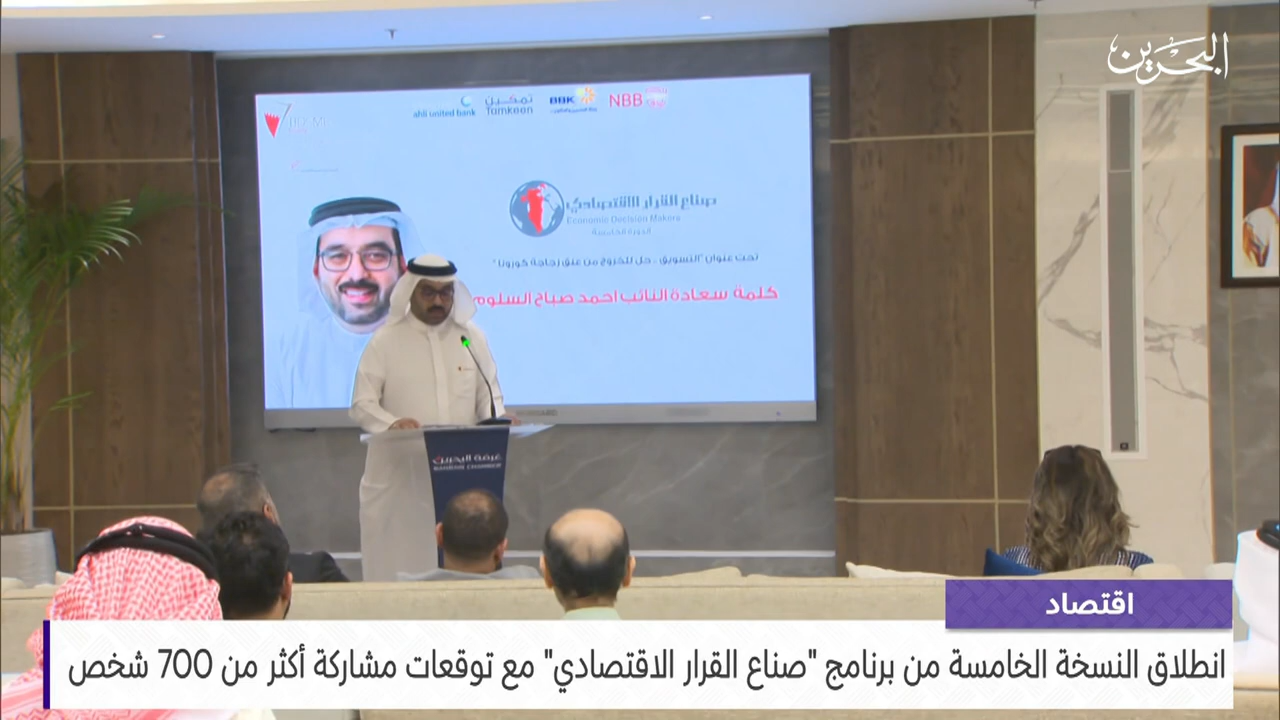 البحرين
ahli united bank
تمكين
Tamkeen
BBK
NBB
صناع القرار الاقتصادي
Economic Decision Makers
الدورة الخامسة
تحت عنوان "التسويق .. حل للخروج من عنق زجاجة كورونا"
كلمة سعادة النائب احمد صباح السلوم
غرفة البحرين
BAHRAIN CHAMBER
اقتصاد
انطلاق النسخة الخامسة من برنامج "صناع القرار الاقتصادي" مع توقعات مشاركة أكثر من 700 شخص